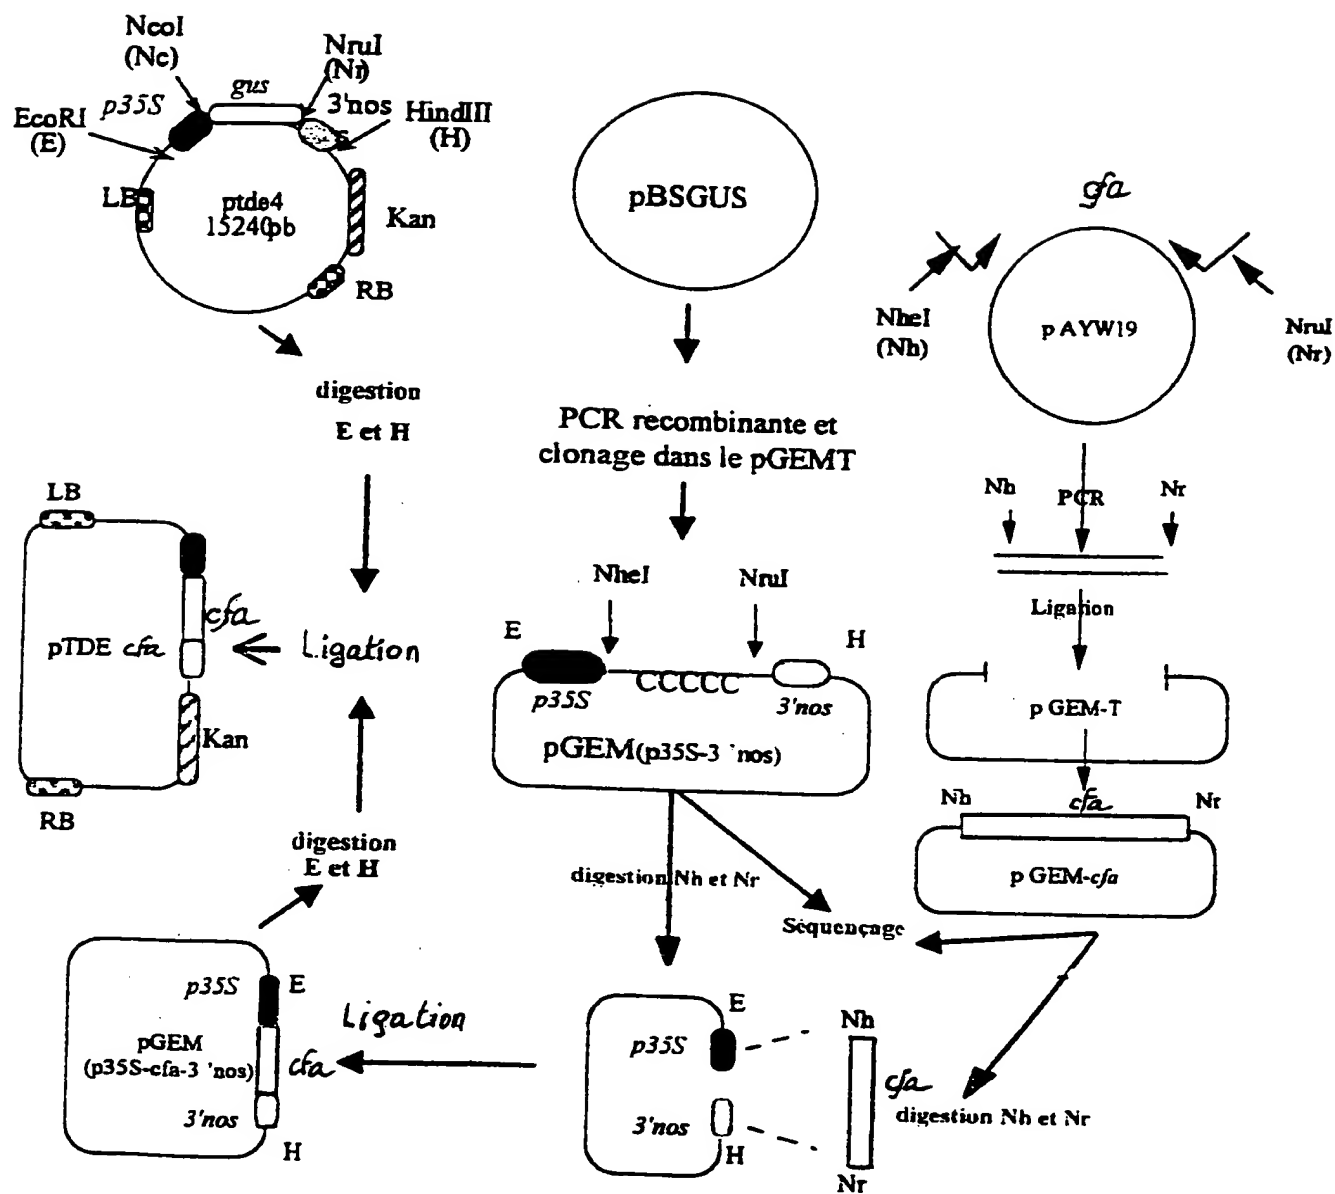 NcoI
(Nc)
gus
NruI
(Nr)
p35S
3'nos
EcoRI
(E)
HindIII
(H)
LB
ptde4
15240pb
Kan
RB
digestion
E et H
pBSGUS
PCR recombinante et
clonage dans le pGEMT
cfa
NheI
(Nh)
pAYW19
NruI
(Nr)
Nh
PCR
Nr
Ligation
pGEM-T
Nh
cfa
Nr
pGEM-cfa
LB
cfa
pTDE cfa
Kan
RB
Ligation
NheI
NruI
E
H
CCCCC
p35S
3'nos
pGEM(p35S-3 'nos)
digestion Nh et Nr
Séquençage
digestion
E et H
p35S
E
pGEM
(p35S-cfa-3 'nos)
cfa
3'nos
H
Ligation
E
p35S
3'nos
H
Nh
cfa
Nr
digestion Nh et Nr